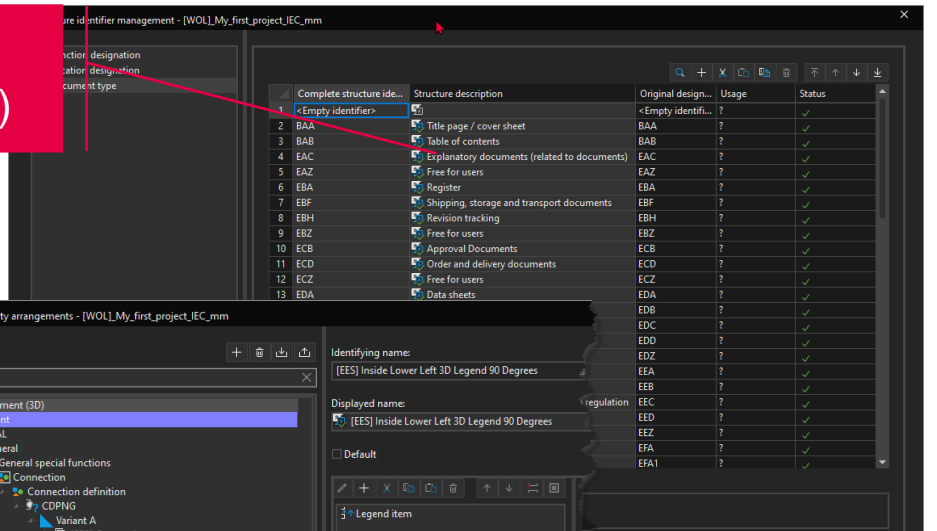 ure identifier management - [WOL]_My_first_project_IEC_mm
nction designation
cation designation
cument type
)
Complete structure ide... Structure description Original design... Usage Status
1 <Empty identifier> <Empty identifi... ?
2 BAA Title page / cover sheet BAA ?
3 BAB Table of contents BAB ?
4 EAC Explanatory documents (related to documents) EAC ?
5 EAZ Free for users EAZ ?
6 EBA Register EBA ?
7 EBF Shipping, storage and transport documents EBF ?
8 EBH Revision tracking EBH ?
9 EBZ Free for users EBZ ?
10 ECB Approval Documents ECB ?
11 ECD Order and delivery documents ECD ?
12 ECZ Free for users ECZ ?
13 EDA Data sheets EDA ?
EDB ?
EDC ?
EDD ?
EDZ ?
EEA ?
EEB ?
regulation EEC ?
EED ?
EEZ ?
EFA ?
EFA1 ?
ty arrangements - [WOL]_My_first_project_IEC_mm
ment (3D)
nt
AL
neral
General special functions
Connection
Connection definition
CDPNG
Variant A
Identifying name:
[EES] Inside Lower Left 3D Legend 90 Degrees
Displayed name:
[EES] Inside Lower Left 3D Legend 90 Degrees
Default
Legend item